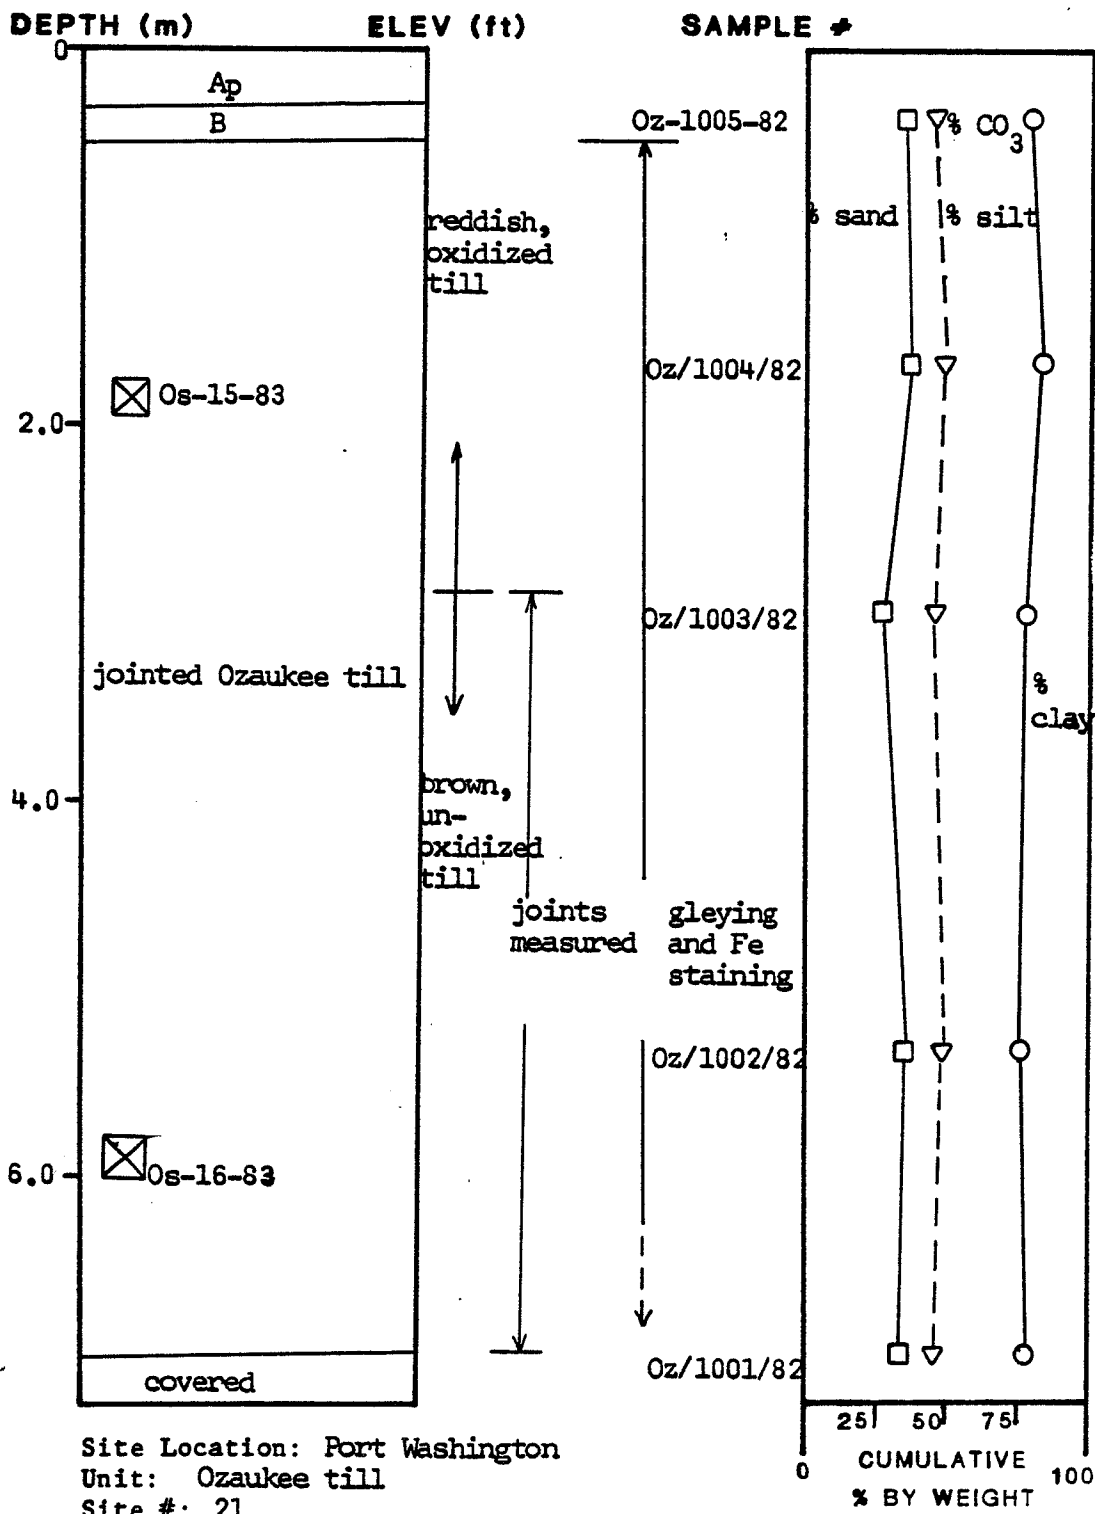 DEPTH (m) ELEV (ft) SAMPLE #
0
Ap
B
Oz-1005-82
% CO3
% sand
% silt
reddish,
oxidized
till
Oz/1004/82
Os-15-83
2.0
Oz/1003/82
jointed Ozaukee till
%
clay
4.0
brown,
un-
oxidized
till
joints
measured
gleying
and Fe
staining
Oz/1002/82
6.0
Os-16-83
Oz/1001/82
covered
25 50 75
0 100
CUMULATIVE
% BY WEIGHT
Site Location: Port Washington
Unit: Ozaukee till
Site #: 21